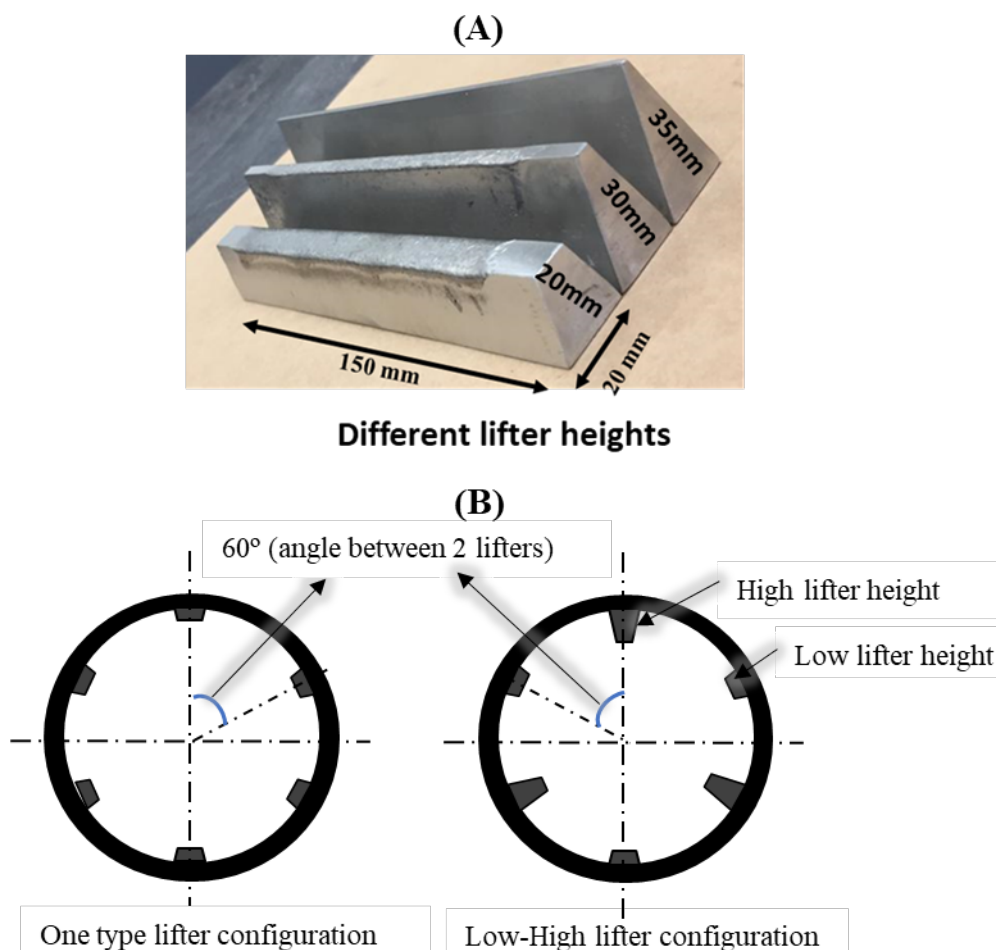 (A)
35mm
30mm
20mm
150 mm
20 mm
Different lifter heights
(B)
60° (angle between 2 lifters)
High lifter height
Low lifter height
One type lifter configuration
Low-High lifter configuration